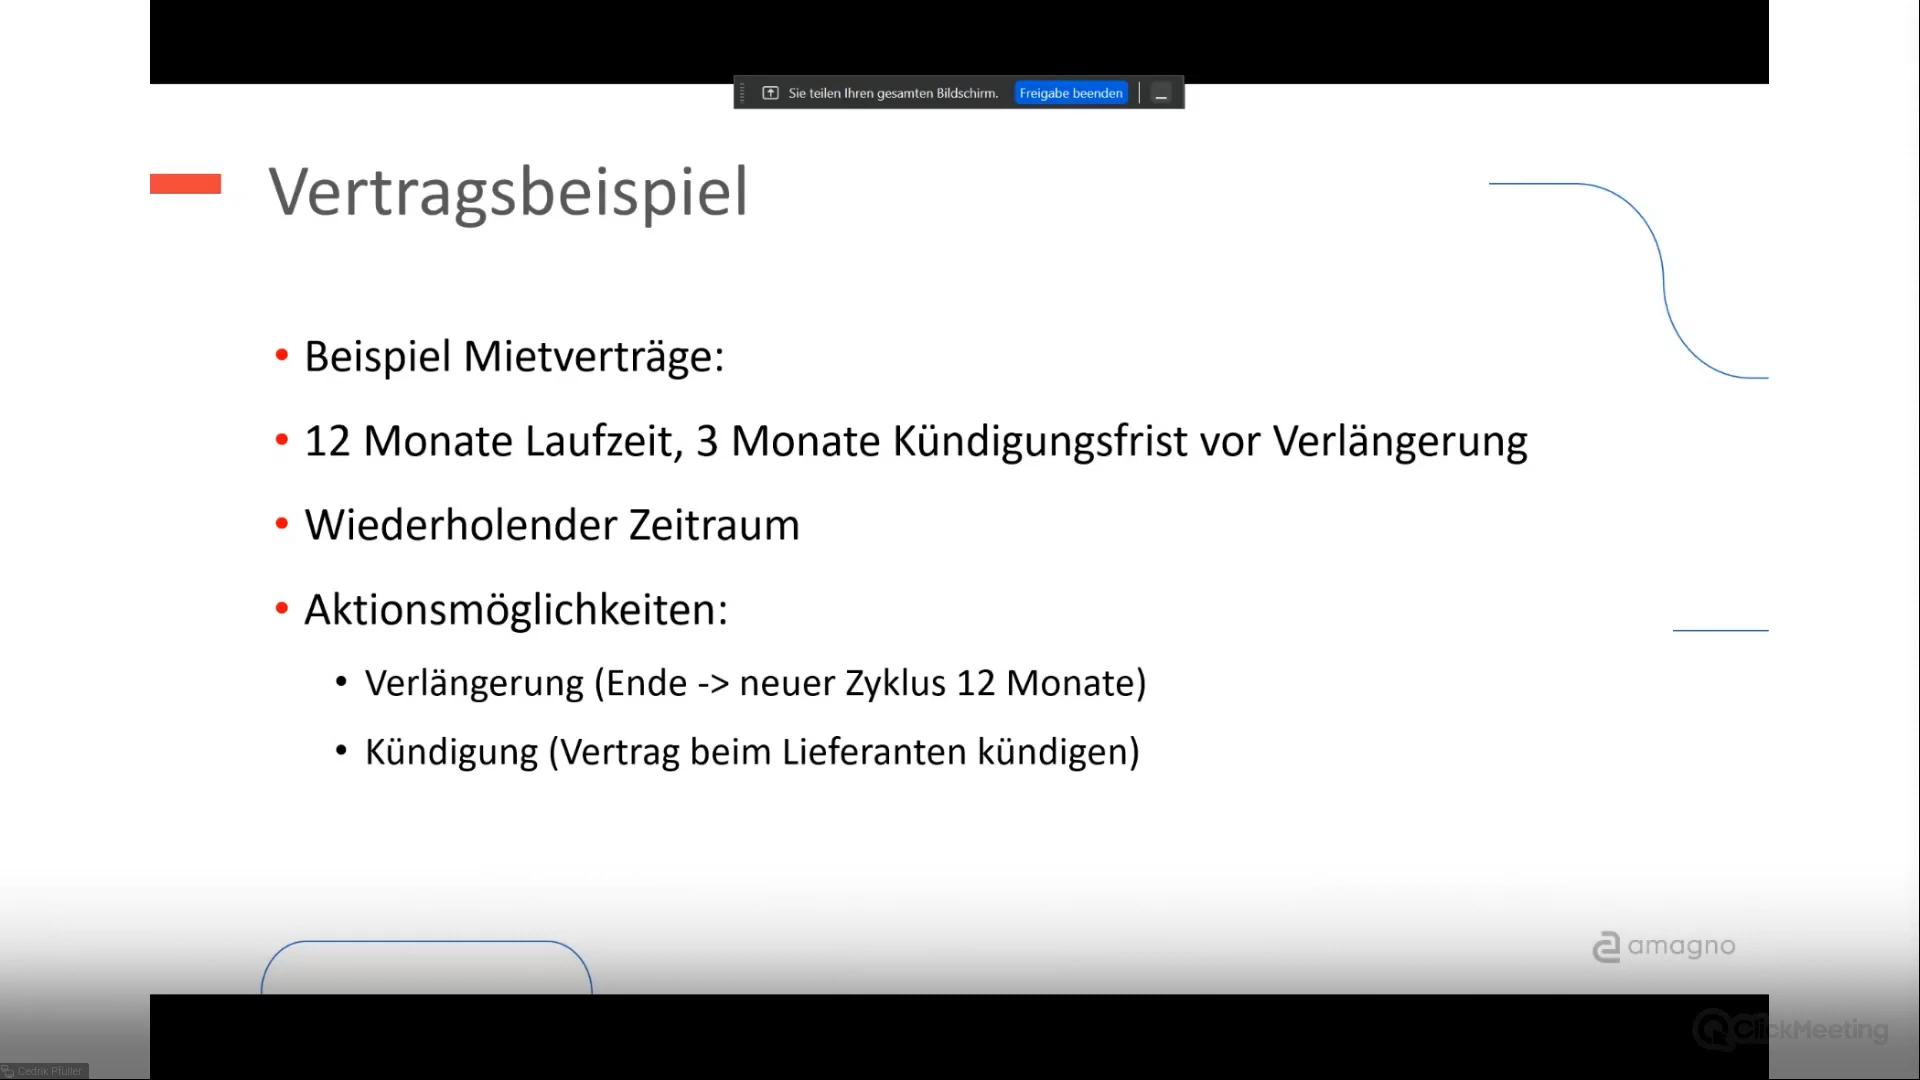 Sie teilen Ihren gesamten Bildschirm. Freigabe beenden
Vertragsbeispiel
• Beispiel Mietverträge:
• 12 Monate Laufzeit, 3 Monate Kündigungsfrist vor Verlängerung
• Wiederholender Zeitraum
• Aktionsmöglichkeiten:
• Verlängerung (Ende -> neuer Zyklus 12 Monate)
• Kündigung (Vertrag beim Lieferanten kündigen)
amagno
ClickMeeting
Cedrik Pfuller